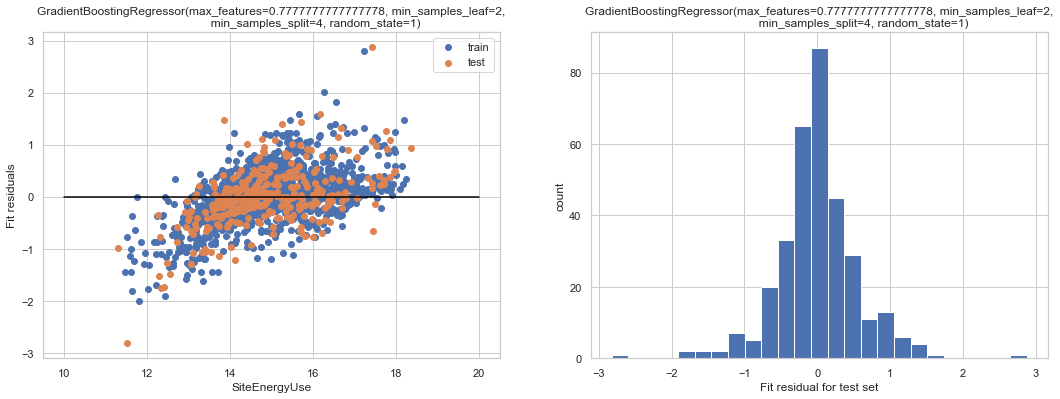 GradientBoostingRegressor(max_features=0.7777777777777778, min_samples_leaf=2,
min_samples_split=4, random_state=1)
3
2
1
0
−1
−2
−3
Fit residuals
train
test
10
12
14
16
18
20
SiteEnergyUse
GradientBoostingRegressor(max_features=0.7777777777777778, min_samples_leaf=2,
min_samples_split=4, random_state=1)
80
60
40
20
0
count
−3
−2
−1
0
1
2
3
Fit residual for test set